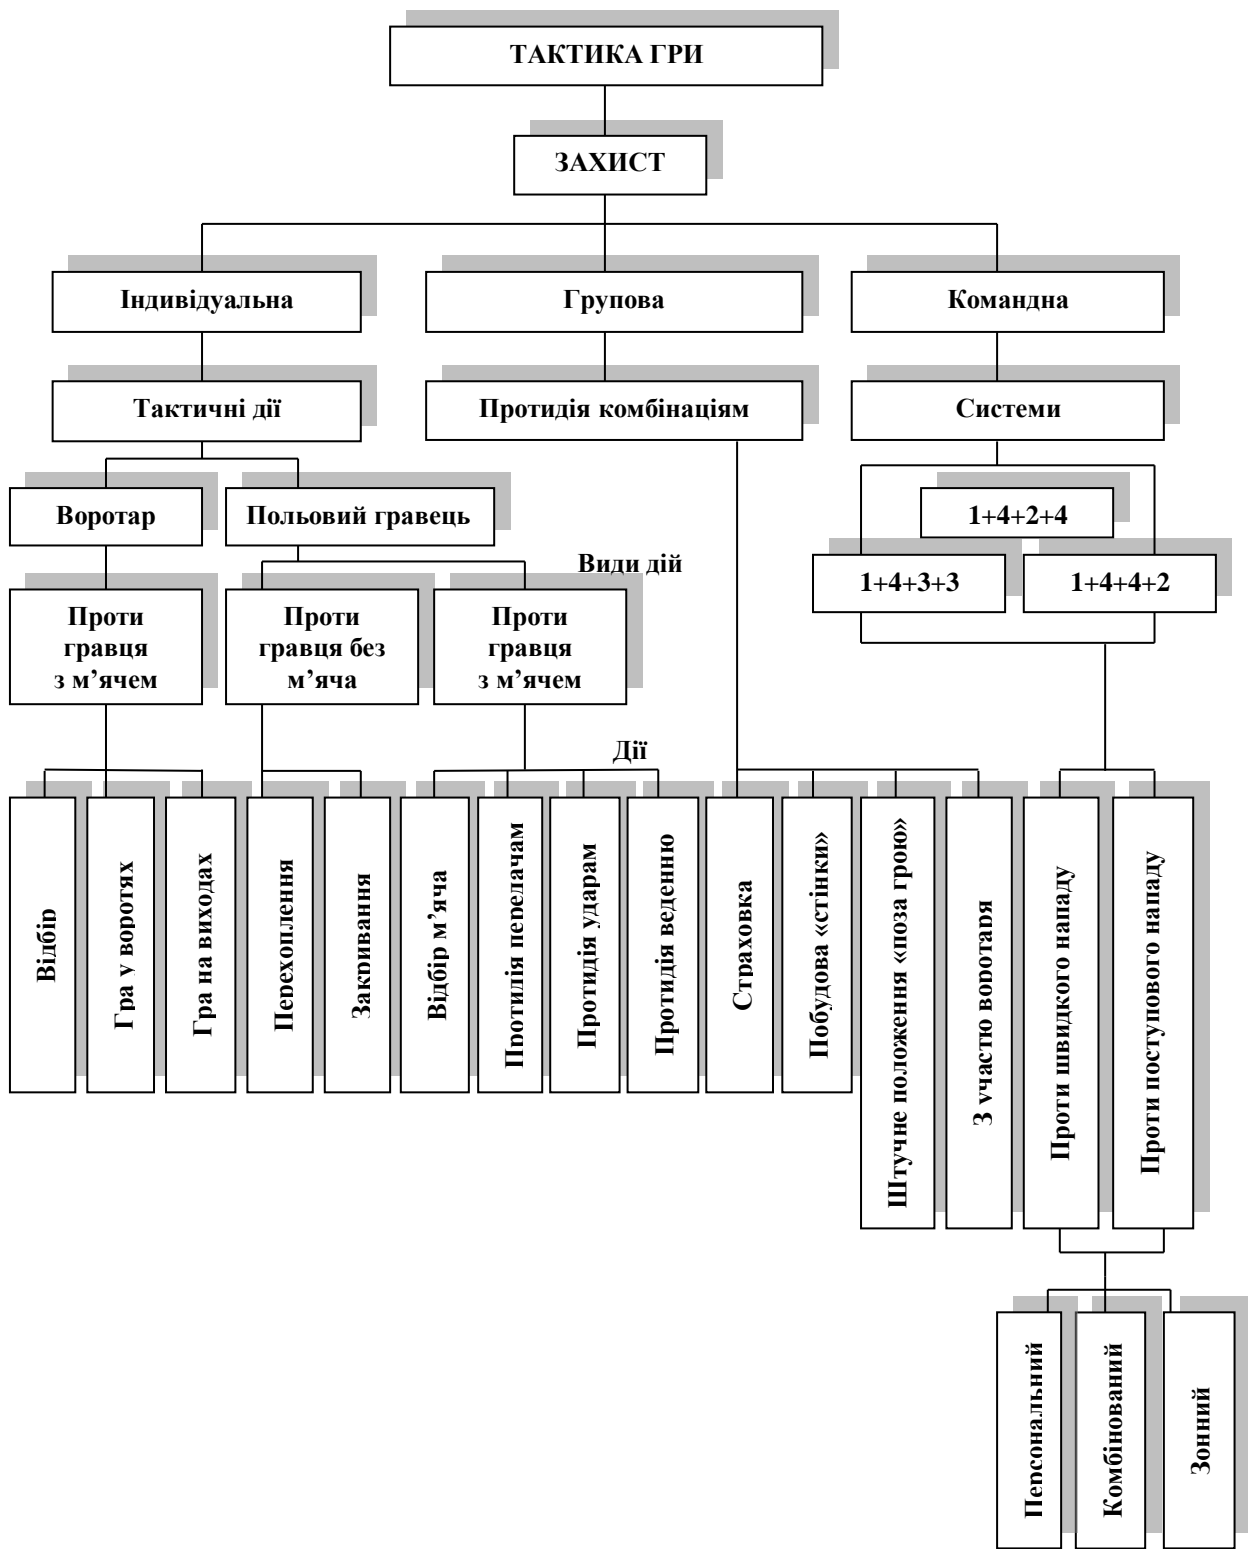 ТАКТИКА ГРИ
ЗАХИСТ
Індивідуальна
Групова
Командна
Тактичні дії
Протидія комбінаціям
Системи
Воротар
Польовий гравець
1+4+2+4
Види дій
1+4+3+3
1+4+4+2
Проти
гравця
з м’ячем
Проти
гравця без
м’яча
Проти
гравця
з м’ячем
Дії
Відбір
Гра у воротях
Гра на виходах
Перехоплення
Закривання
Відбір м’яча
Протидія передачам
Протидія ударам
Протидія веденню
Страховка
Побудова «стінки»
Штучне положення «поза грою»
З участю воротаря
Проти швидкого нападу
Проти поступового нападу
Персональний
Комбінований
Зонний